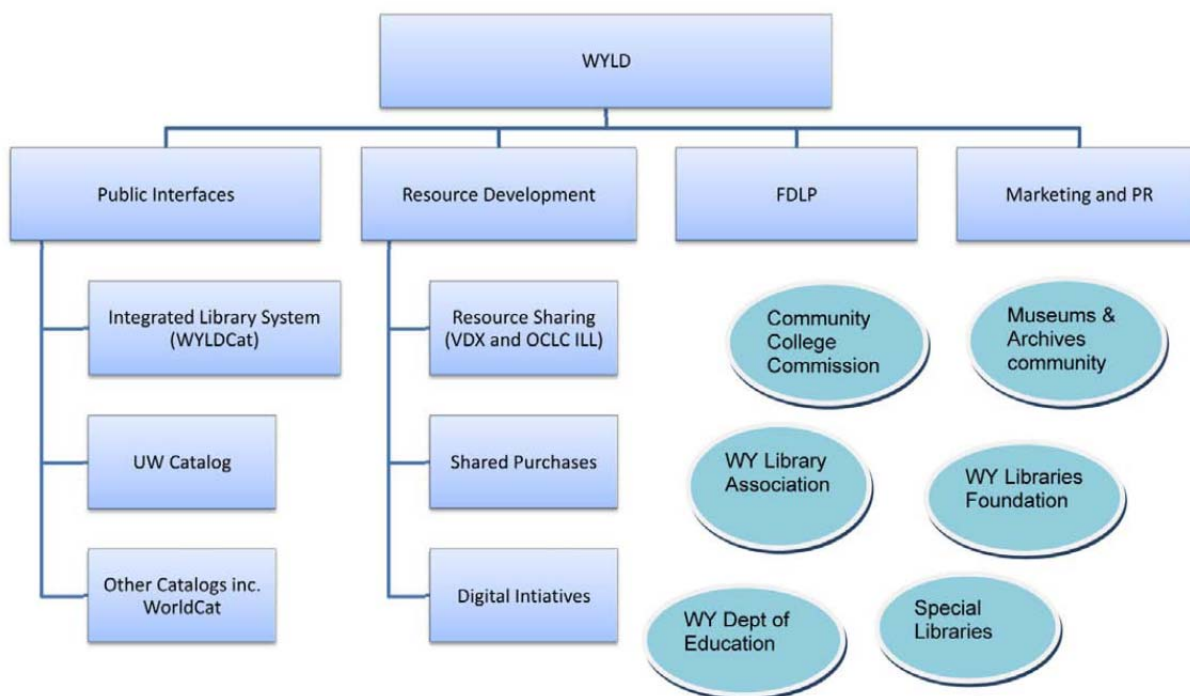 WYLD
Public Interfaces
Resource Development
FDLP
Marketing and PR
Integrated Library System
(WYLDCat)
UW Catalog
Other Catalogs inc.
WorldCat
Resource Sharing
(VDX and OCLC ILL)
Shared Purchases
Digital Intiatives
Community
College
Commission
Museums &
Archives
community
WY Library
Association
WY Libraries
Foundation
WY Dept of
Education
Special
Libraries